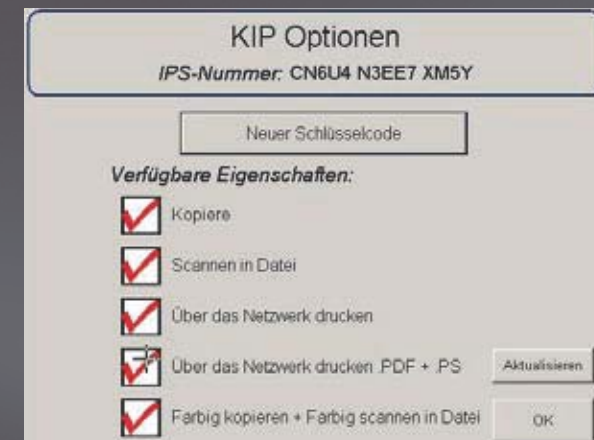 KIP Optionen
IPS-Nummer: CN6U4 N3EE7 XM5Y
Neuer Schlüsselcode
Verfügbare Eigenschaften:
Kopiere
Scannen in Datei
Über das Netzwerk drucken
Über das Netzwerk drucken .PDF + .PS
Aktualisieren
Farbig kopieren + Farbig scannen in Datei
OK